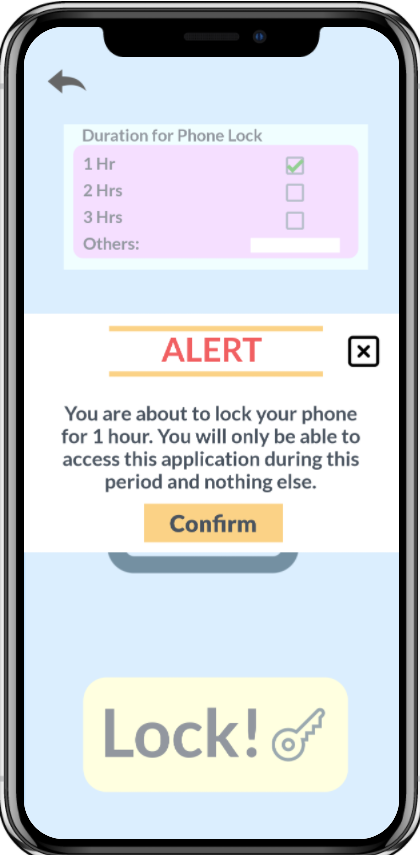 Duration for Phone Lock
1 Hr
2 Hrs
3 Hrs
Others:
ALERT
You are about to lock your phone
for 1 hour. You will only be able to
access this application during this
period and nothing else.
Confirm
Lock!